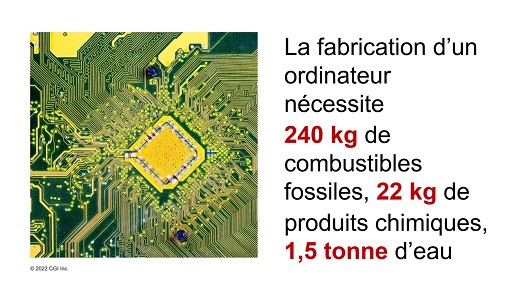 La fabrication d’un
ordinateur
nécessite
240 kg de
combustibles
fossiles, 22 kg de
produits chimiques,
1,5 tonne d’eau
© 2022 CGI Inc.